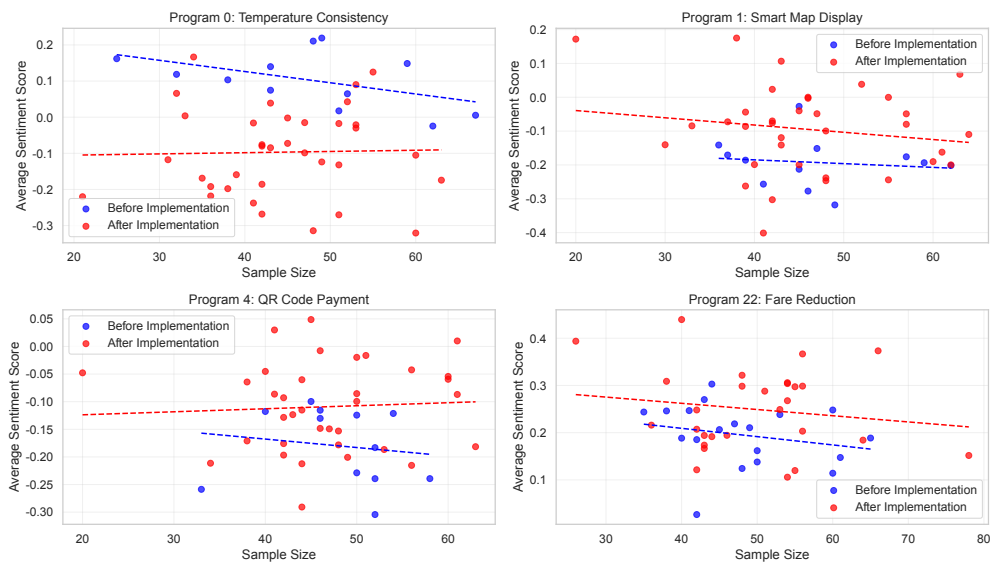 Program 0: Temperature Consistency
0.2
0.1
0.0
-0.1
-0.2
-0.3
Average Sentiment Score
Before Implementation
After Implementation
20 30 40 50 60
Sample Size
Program 1: Smart Map Display
0.1
0.0
-0.1
-0.2
-0.3
-0.4
Average Sentiment Score
Before Implementation
After Implementation
20 30 40 50 60
Sample Size
Program 4: QR Code Payment
0.05
0.00
-0.05
-0.10
-0.15
-0.20
-0.25
-0.30
Average Sentiment Score
Before Implementation
After Implementation
20 30 40 50 60
Sample Size
Program 22: Fare Reduction
0.4
0.3
0.2
0.1
Average Sentiment Score
Before Implementation
After Implementation
30 40 50 60 70 80
Sample Size